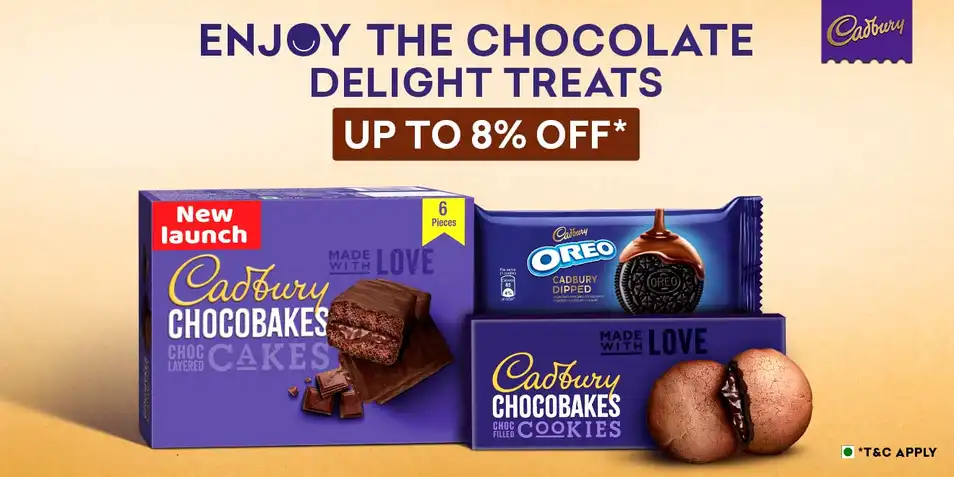 ENJOY THE CHOCOLATE
DELIGHT TREATS
UP TO 8% OFF*
Cadbury
New
launch
6
Pieces
MADE
WITH LOVE
Cadbury
CHOCOBAKES
CHOC
LAYERED CAKES
Cadbury
OREO
CADBURY
DIPPED
OREO
MADE
WITH LOVE
Cadbury
CHOCOBAKES
CHOC
FILLED COOKIES
*T&C APPLY